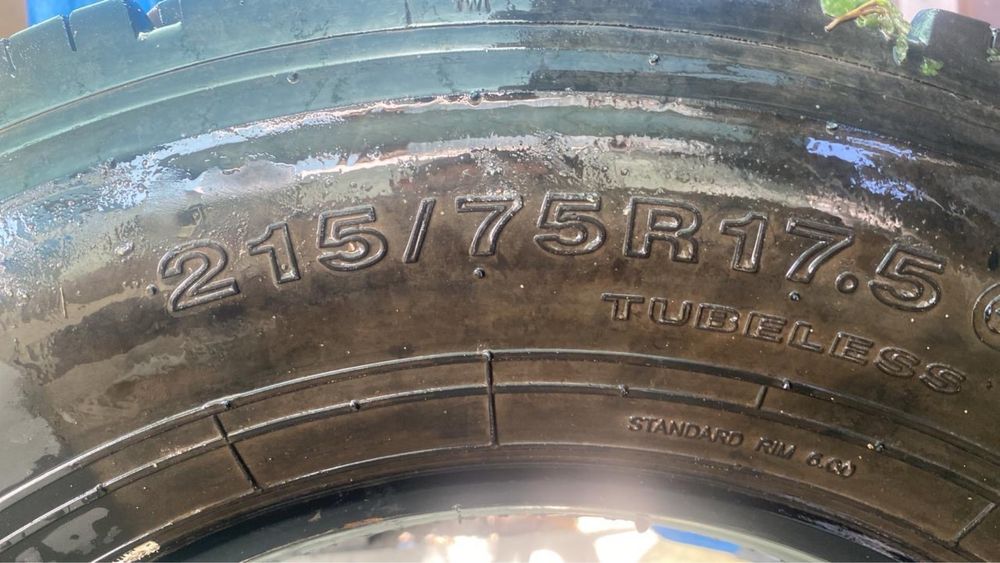 215/75R17.5
TUBELESS
STANDARD RIM 6.00